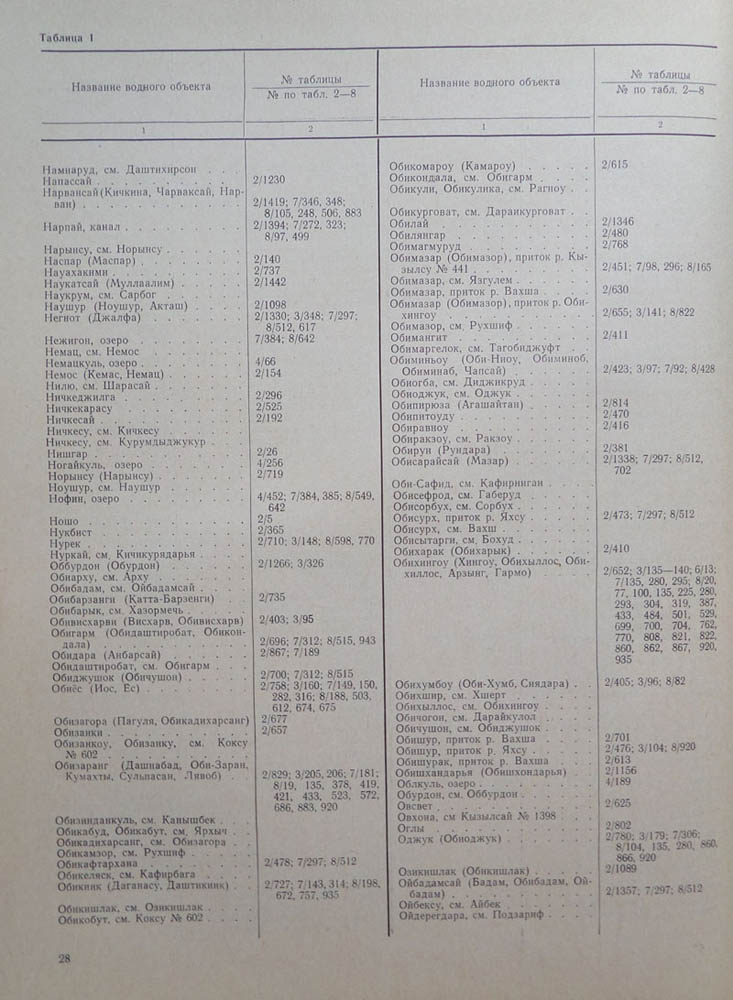 Таблица 1
Название водного объекта
№ таблицы
№ по табл. 2—8
1
2
Намнаруд, см. Даштихирсон . . .
Напассай . . . . . . . . . . 2/1230
Нарвансай (Кичкина, Чарваксай, Нар-
ван) . . . . . . . . . . . 2/1419; 7/346, 348;
8/105, 248, 506, 883
Нарпай, канал . . . . . . . . 2/1394; 7/272, 323;
8/97, 499
Нарынсу, см. Норынсу . . . . . .
Наспар (Маспар) . . . . . . . . 2/140
Науахакими . . . . . . . . . . 2/737
Наукатсай (Муллаалим) . . . . . . 2/1442
Наукрум, см. Сарбог . . . . . . .
Наушур (Ноушур, Акташ) . . . . 2/1098
Негнот (Джалфа) . . . . . . . . 2/1330; 3/348; 7/297;
8/512, 617
Нежигон, озеро . . . . . . . . 7/384; 8/642
Немац, см. Немос . . . . . . . .
Немацкуль, озеро . . . . . . . . 4/66
Немос (Кемас, Немац) . . . . . . 2/154
Нилю, см. Шарасай . . . . . . .
Ничкеджилга . . . . . . . . . . 2/296
Ничкекарасу . . . . . . . . . . 2/525
Ничкесай . . . . . . . . . . . 2/192
Ничкесу, см. Кичкесу . . . . . .
Ничкесу, см. Курумдыджукур . . .
Нишгар . . . . . . . . . . . . 2/26
Ногайкуль, озеро . . . . . . . . 4/256
Норынсу (Нарынсу) . . . . . . . 2/719
Ноушур, см. Наушур . . . . . . .
Нофин, озеро . . . . . . . . . 4/452; 7/384, 385; 8/549,
642
Ношо . . . . . . . . . . . . 2/5
Нукбист . . . . . . . . . . . 2/365
Нурек . . . . . . . . . . . . 2/710; 3/148; 8/598, 770
Нуркай, см. Кичикурядарья . . . .
Оббурдон (Обурдон) . . . . . . . 2/1266; 3/326
Обиарху, см. Арху . . . . . . . .
Обибадам, см. Ойбадамсай . . . .
Обибарзанги (Катта-Барзенги) . . . 2/735
Обибарык, см. Хазормечь . . . . .
Обивисхарви (Висхарв, Обивисхарв) 2/403; 3/95
Обигарм (Обидаштиробат, Обикон-
дала) . . . . . . . . . . . 2/696; 7/312; 8/515, 943
Обидара (Анбарсай) . . . . . . . 2/867; 7/189
Обидаштиробат, см. Обигарм . . .
Обиджушок (Обичушон) . . . . . 2/700; 7/312; 8/515
Обиёс (Иос, Ёс) . . . . . . . . 2/758; 3/160; 7/149, 150,
282, 316; 8/188, 503,
612, 674, 675
Обизагора (Пагуля, Обикадихарсанг) 2/677
Обизанки . . . . . . . . . . . 2/657
Обизанкоу, Обизанку, см. Коксу
№ 602 . . . . . . . . . . .
Обизаранг (Дашнабад, Оби-Заран,
Кумахты, Сульпасан, Лявоб) . . 2/829; 3/205, 206; 7/181;
8/19, 135, 378, 419,
421, 433, 523, 572,
686, 883, 920
Обизинданкуль, см. Канышбек . . .
Обикабуд, Обикабут, см. Ярхыч . .
Обикадихарсанг, см. Обизагора . . .
Обикамзор, см. Рухшиф . . . . . .
Обикафтархана . . . . . . . . . 2/478; 7/297; 8/512
Обикеляск, см. Кафирбага . . . . .
Обикиик (Даганасу, Даштикиик) . . 2/727; 7/143, 314; 8/198,
672, 757, 935
Обикишлак, см. Озикишлак . . . .
Обикобут, см. Коксу № 602 . . . .
Название водного объекта
№ таблицы
№ по табл. 2—8
1
2
Обикомароу (Камароу) . . . . . 2/615
Обикондала, см. Обигарм . . . .
Обикули, Обикулика, см. Рагноу . .
Обикурговат, см. Дараикурговат . .
Обилай . . . . . . . . . . . 2/1346
Обилянгар . . . . . . . . . . 2/480
Обимагмуруд . . . . . . . . . 2/768
Обимазар (Обимазор), приток р. Кы-
зылсу № 441 . . . . . . . . . 2/451; 7/98, 296; 8/165
Обимазар, см. Язгулем . . . . . .
Обимазар, приток р. Вахша . . . . 2/630
Обимазар (Обимазор), приток р. Оби-
хингоу . . . . . . . . . . . 2/655; 3/141; 8/822
Обимазор, см. Рухшиф . . . . . .
Обимангит . . . . . . . . . . 2/411
Обимаргелок, см. Тагобиджуфт . . .
Обиминьоу (Оби-Ниоу, Обиминоб,
Обиминаб, Чапсай) . . . . . . 2/423; 3/97; 7/92; 8/428
Обиогба, см. Диджикруд . . . . .
Обиоджук, см. Оджук . . . . . .
Обипирюза (Агашайтан) . . . . . 2/814
Обипитоуду . . . . . . . . . . 2/470
Обиравноу . . . . . . . . . . 2/416
Обиракзоу, см. Ракзоу . . . . . .
Обирун (Рундара) . . . . . . . 2/381
Обисарайсай (Мазар) . . . . . . 2/1338; 7/297; 8/512,
702
Оби-Сафид, см. Кафирниган . . . .
Обисефрод, см. Габеруд . . . . .
Обисорбух, см. Сорбух . . . . . .
Обисурх, приток р. Яхсу . . . . . 2/473; 7/297; 8/512
Обисурх, см. Вахш . . . . . . .
Обисытарги, см. Бохуд . . . . . .
Обихарак (Обихарык) . . . . . . 2/410
Обихингоу (Хингоу, Обихыллос, Оби-
хиллос, Арзынг, Гармо) . . . . . 2/652; 3/135—140; 6/13;
7/135, 280, 295; 8/20,
77, 100, 135, 225, 280,
293, 304, 319, 387,
433, 484, 501, 529,
699, 700, 704, 762,
770, 808, 821, 822,
860, 862, 867, 920,
935
Обихумбоу (Оби-Хумб, Сиядара) . . 2/405; 3/96; 8/82
Обихшир, см. Хшерт . . . . . .
Обихыллос, см. Обихингоу . . . .
Обичогон, см. Дарайкулол . . . .
Обичушон, см. Обиджушок . . . .
Обишур, приток р. Вахша . . . . 2/701
Обишур, приток р. Яхсу . . . . . 2/476; 3/104; 8/920
Обишурак, приток р. Вахша . . . 2/613
Обишхандарья (Обишхондарья) . . 2/1156
Облкуль, озеро . . . . . . . . 4/189
Обурдон, см. Оббурдон . . . . . .
Овсвет . . . . . . . . . . . 2/625
Овхона, см Кызылсай № 1398 . . .
Оглы . . . . . . . . . . . . 2/802
Оджук (Обиоджук) . . . . . . . 2/780; 3/179; 7/306;
8/104, 135, 280, 860,
866, 920
Озикишлак (Обикишлак) . . . . . 2/1089
Ойбадамсай (Бадам, Обибадам, Ой-
бадам) . . . . . . . . . . . 2/1357; 7/297; 8/512
Ойбексу, см. Айбек . . . . . . .
Ойдерегдара, см. Подзариф . . . .
28